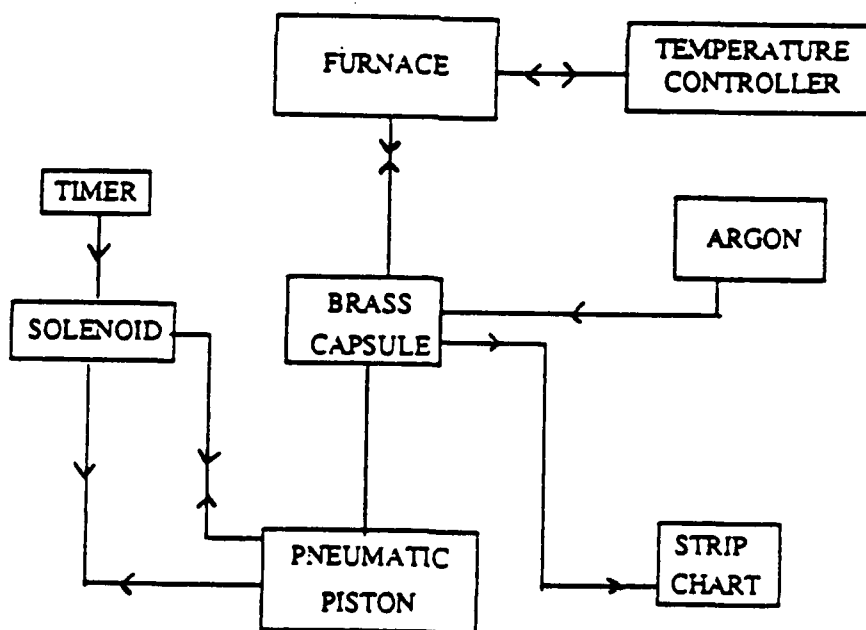 FURNACE
TEMPERATURE
CONTROLLER
TIMER
ARGON
SOLENOID
BRASS
CAPSULE
PNEUMATIC
PISTON
STRIP
CHART